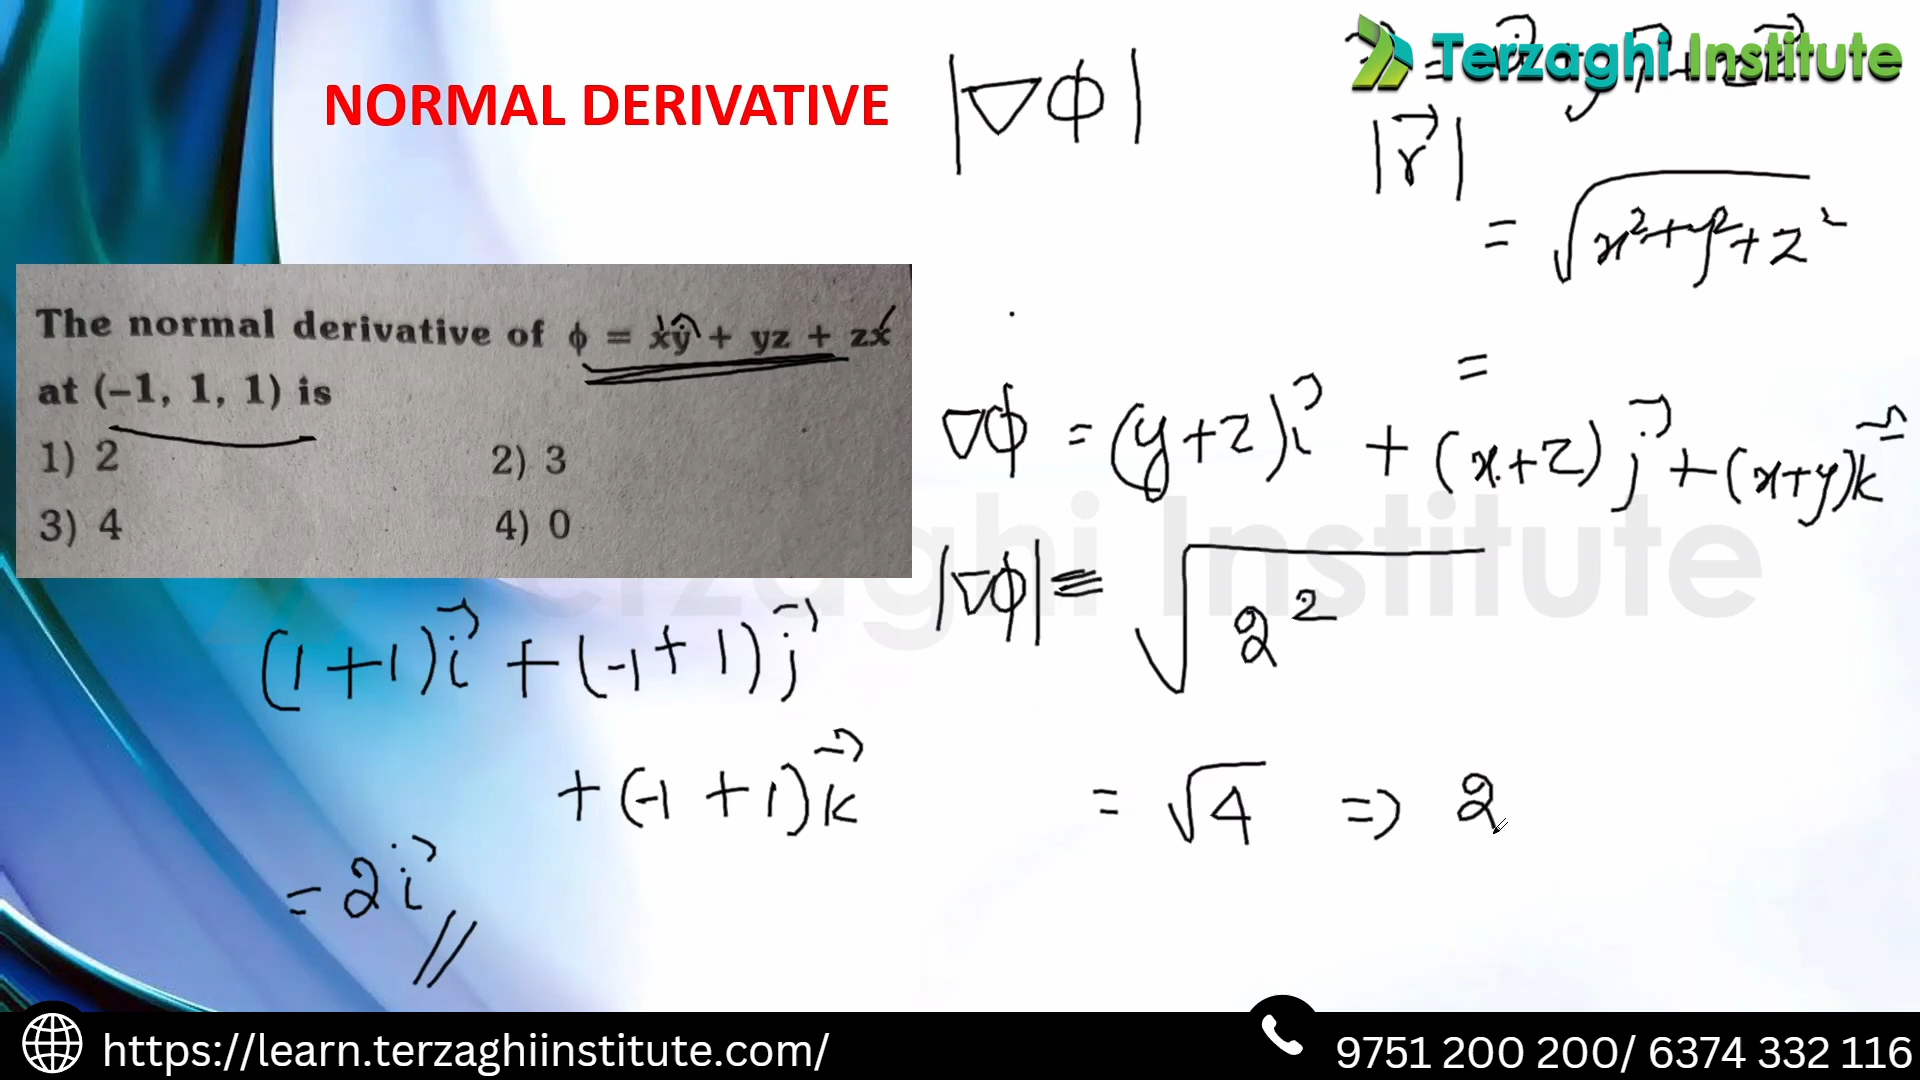 NORMAL DERIVATIVE
|∇ϕ|
Terzaghi Institute
|r⃗|
= √x²+y²+z²
The normal derivative of ϕ = xy + yz + zx
at (–1, 1, 1) is
1) 2
2) 3
3) 4
4) 0
=
∇ϕ = (y+z)i⃗ + (x+z)j⃗ + (x+y)k⃗
|∇ϕ| = √2²
= √4 ⇒ 2
(1+1)i⃗ + (-1+1)j⃗
+ (-1+1)k⃗
= 2i⃗ //
Terzaghi Institute
https://learn.terzaghiinstitute.com/
9751 200 200/ 6374 332 116